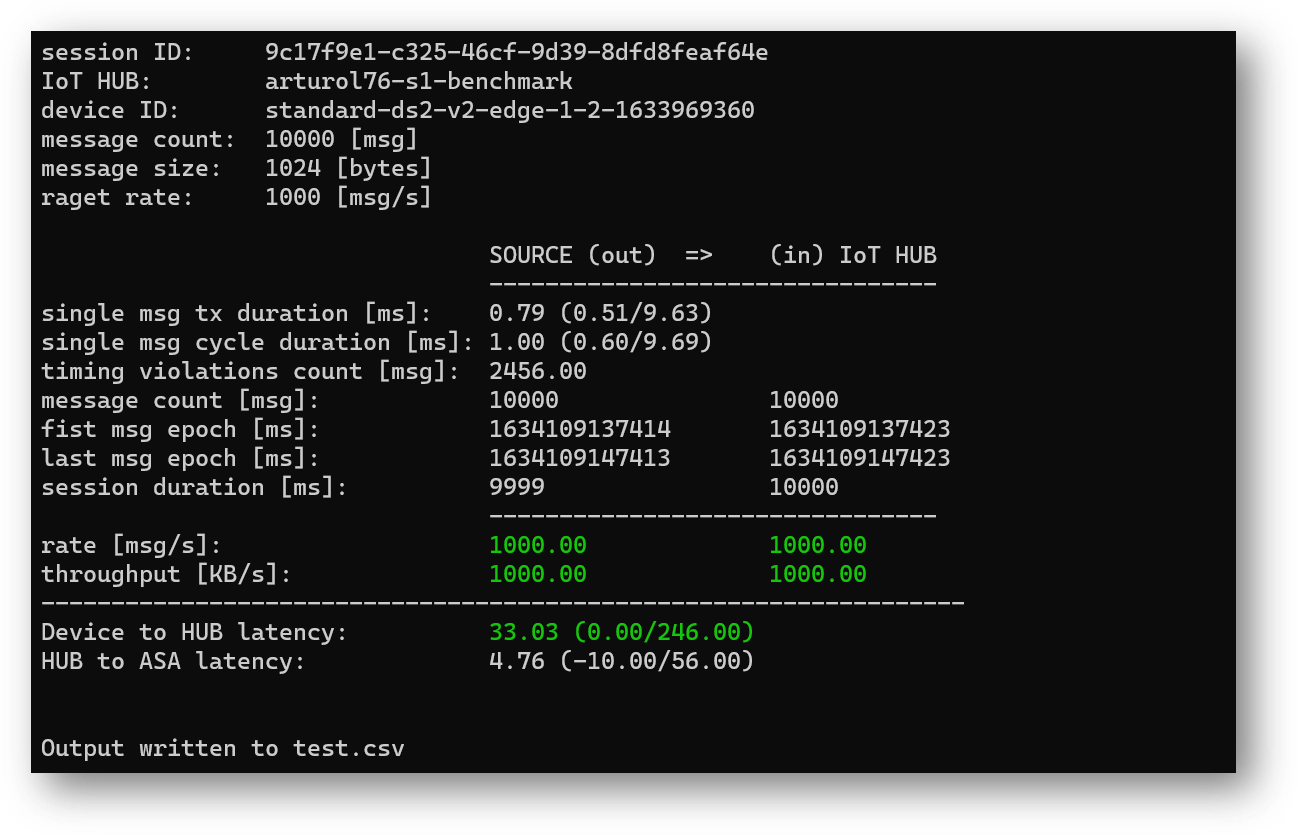 session ID:     9c17f9e1-c325-46cf-9d39-8dfd8feaf64e
IoT HUB:        arturol76-s1-benchmark
device ID:      standard-ds2-v2-edge-1-2-1633969360
message count:  10000 [msg]
message size:   1024 [bytes]
raget rate:     1000 [msg/s]
                                SOURCE (out)  =>    (in) IoT HUB
                                --------------------------------
single msg tx duration [ms]:    0.79 (0.51/9.63)
single msg cycle duration [ms]: 1.00 (0.60/9.69)
timing violations count [msg]:  2456.00
message count [msg]:            10000               10000
fist msg epoch [ms]:            1634109137414       1634109137423
last msg epoch [ms]:            1634109147413       1634109147423
session duration [ms]:          9999                10000
                                --------------------------------
rate [msg/s]:                   1000.00             1000.00
throughput [KB/s]:              1000.00             1000.00
------------------------------------------------------------------
Device to HUB latency:          33.03 (0.00/246.00)
HUB to ASA latency:             4.76 (-10.00/56.00)
Output written to test.csv